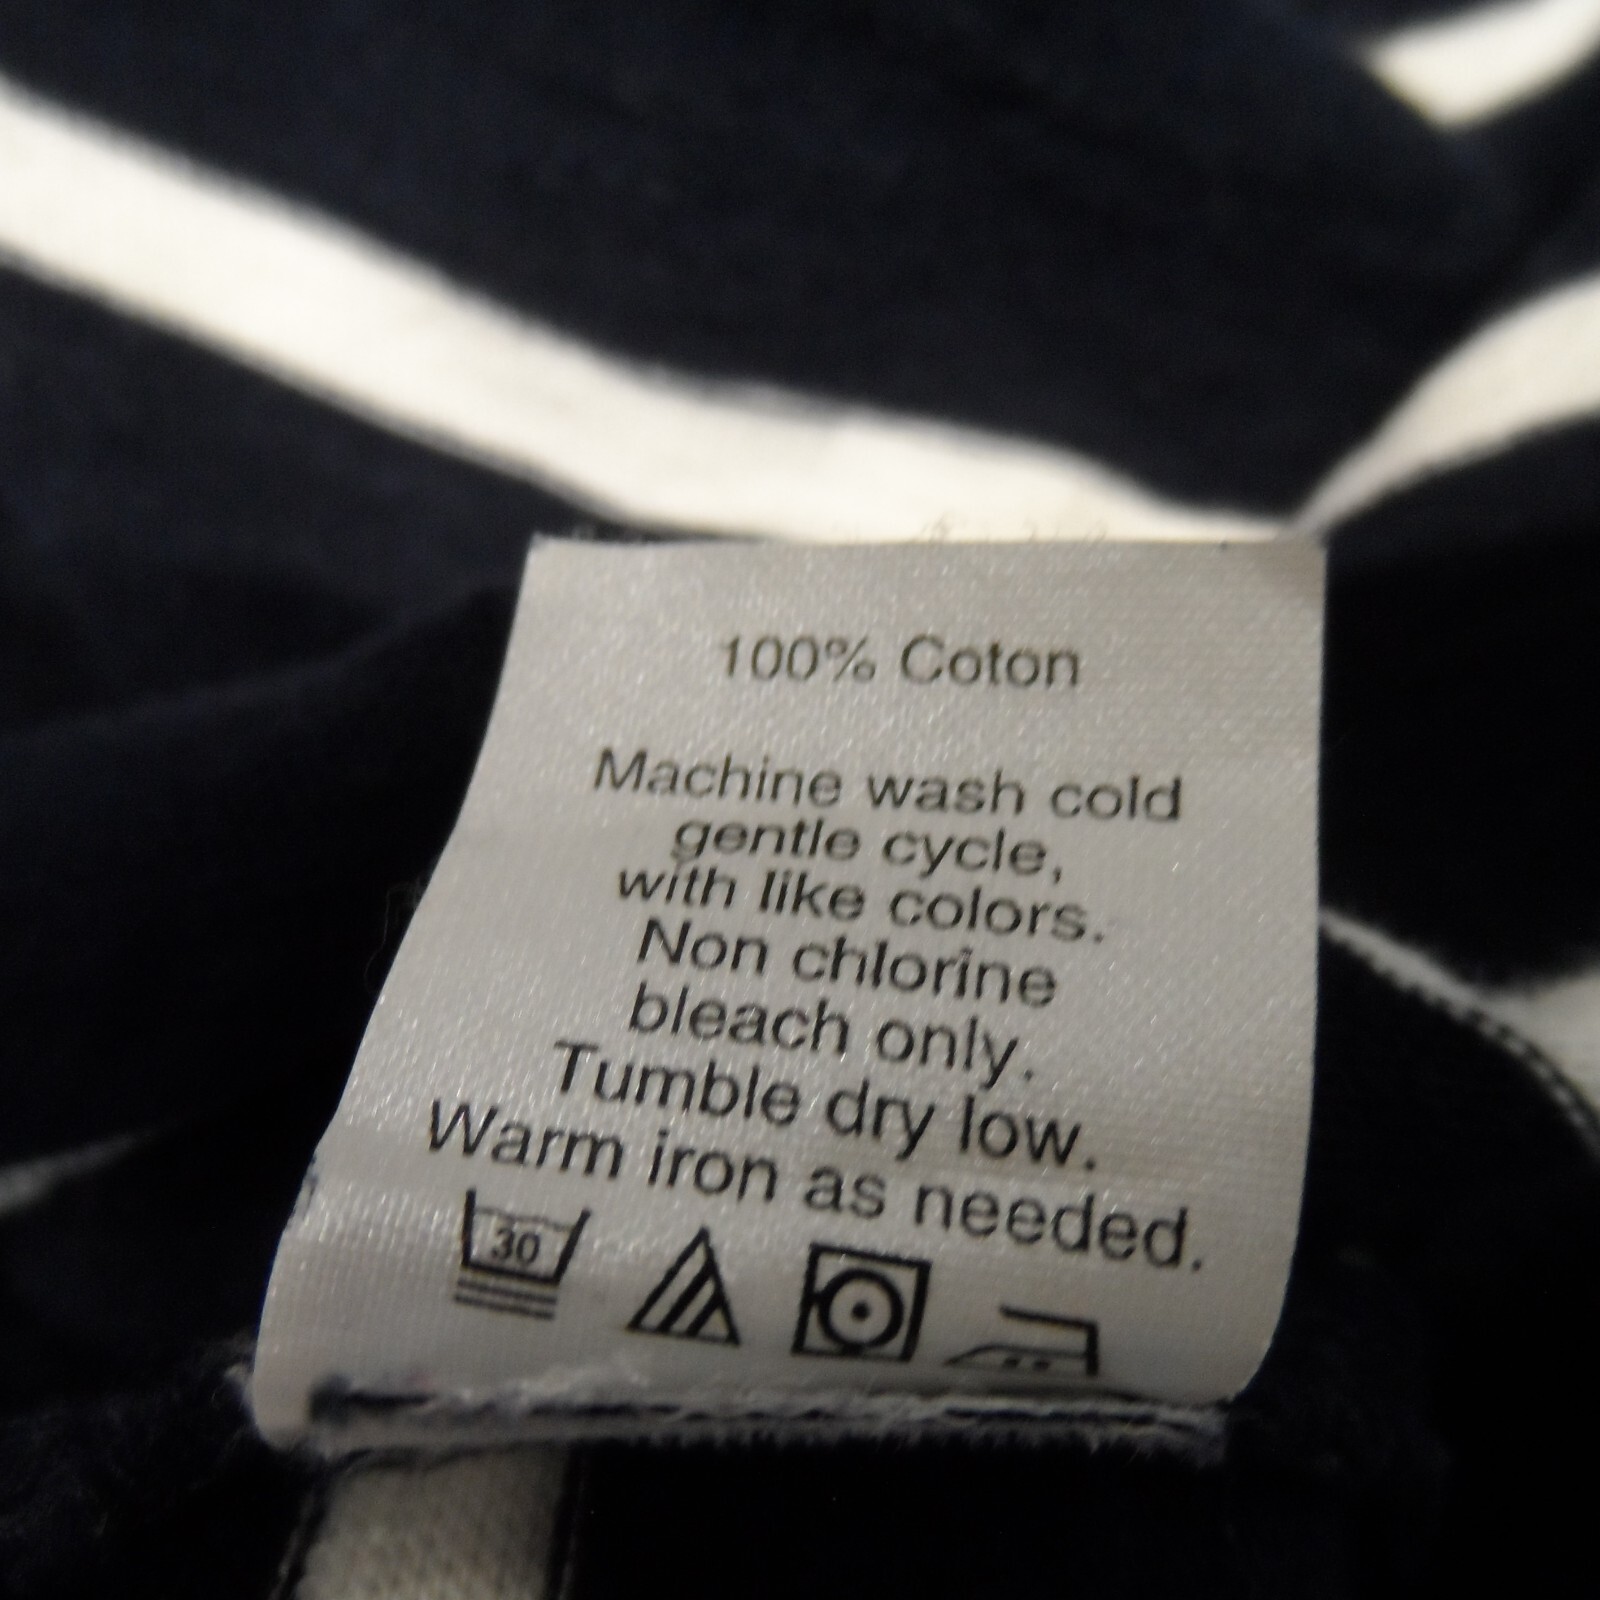 100% Coton
Machine wash cold
gentle cycle,
with like colors.
Non chlorine
bleach only.
Tumble dry low.
Warm iron as needed.
30